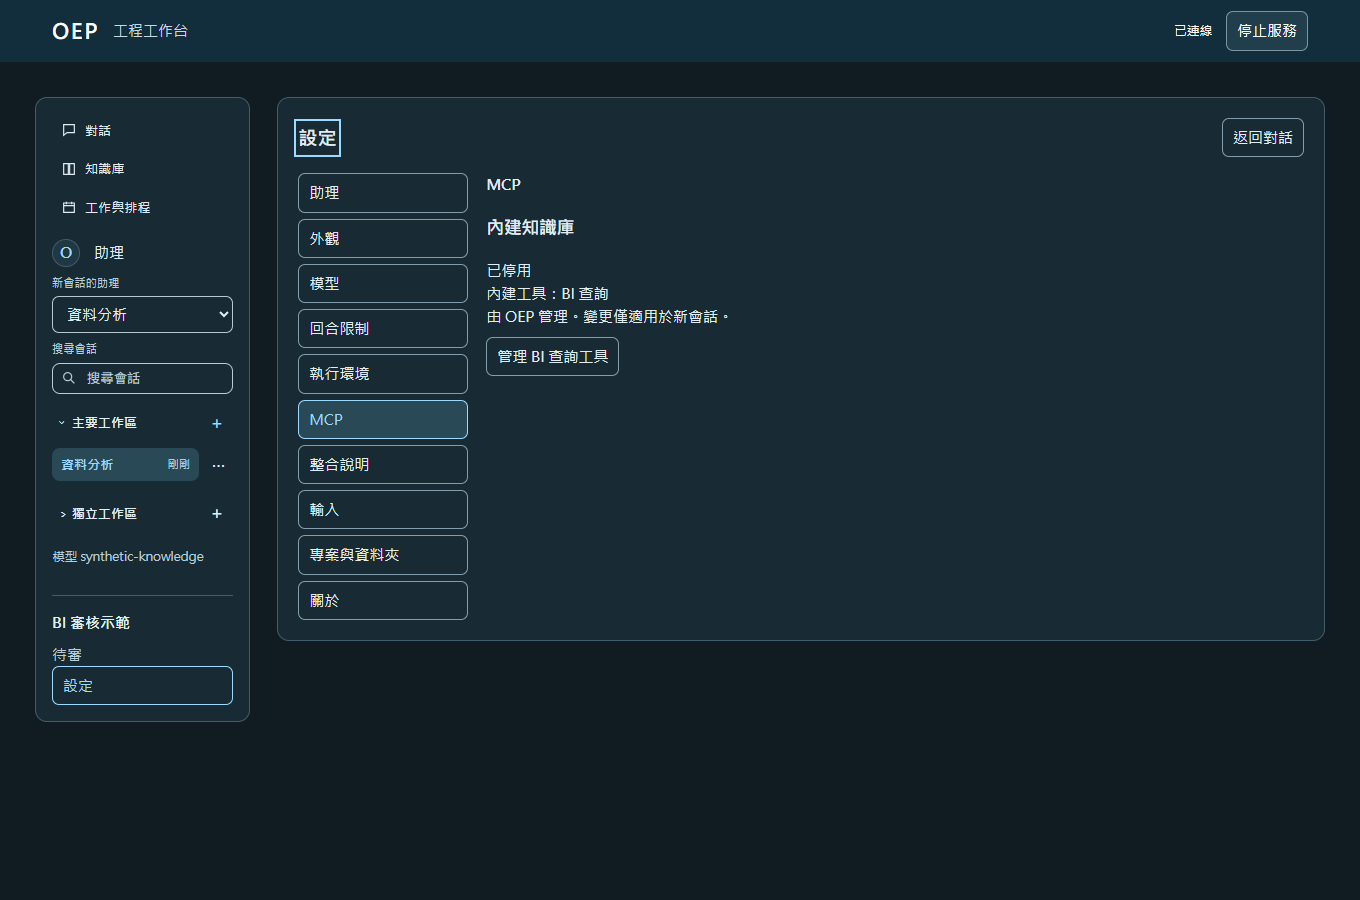 OEP 工程工作台
已連線
停止服務
對話
知識庫
工作與排程
O 助理
新會話的助理
資料分析
搜尋會話
搜尋會話
主要工作區 +
資料分析 剛剛 ...
獨立工作區 +
模型 synthetic-knowledge
BI 審核示範
待審
設定
設定
返回對話
助理
外觀
模型
回合限制
執行環境
MCP
整合說明
輸入
專案與資料夾
關於
MCP
內建知識庫
已停用
內建工具：BI 查詢
由 OEP 管理。變更僅適用於新會話。
管理 BI 查詢工具